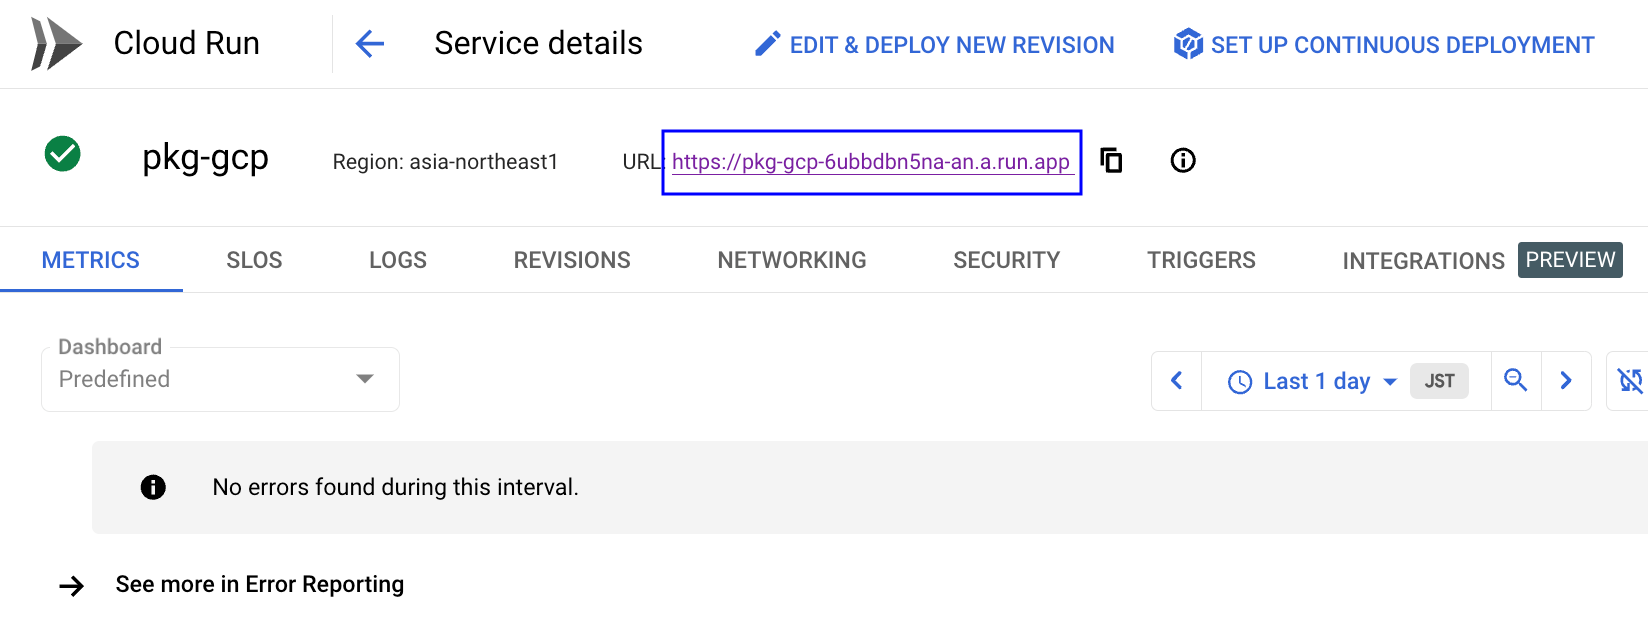 Cloud Run
Service details
EDIT & DEPLOY NEW REVISION
SET UP CONTINUOUS DEPLOYMENT
pkg-gcp
Region: asia-northeast1
URL: https://pkg-gcp-6ubbdbn5na-an.a.run.app
METRICS
SLOS
LOGS
REVISIONS
NETWORKING
SECURITY
TRIGGERS
INTEGRATIONS
PREVIEW
Dashboard
Predefined
Last 1 day
JST
No errors found during this interval.
See more in Error Reporting